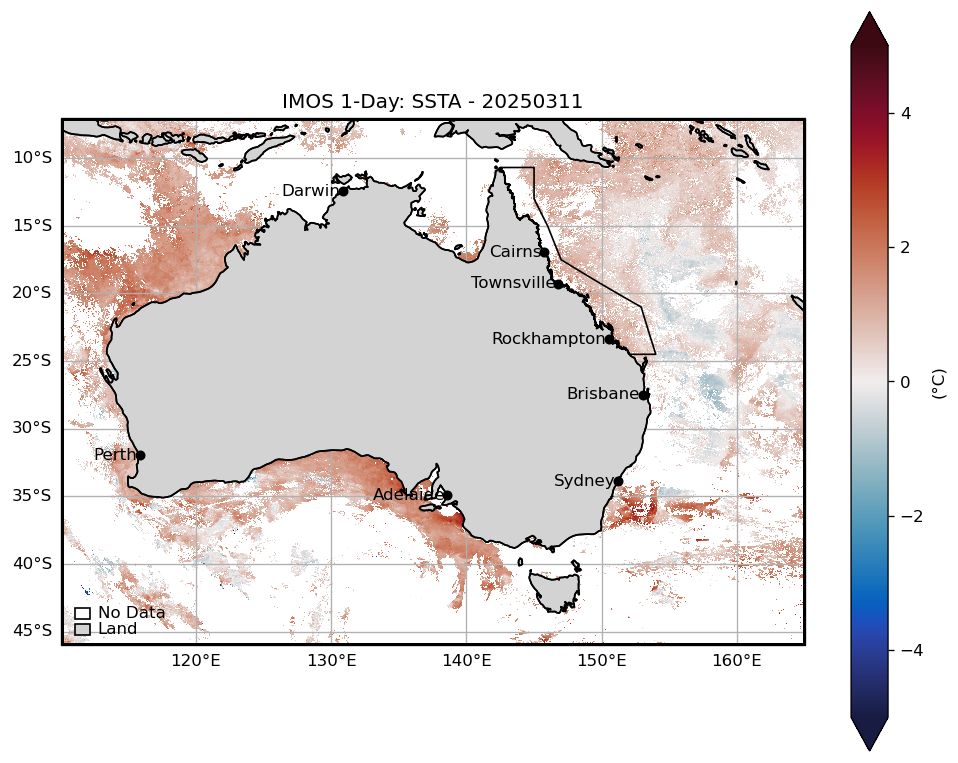 IMOS 1-Day: SSTA - 20250311
10°S
15°S
20°S
25°S
30°S
35°S
40°S
45°S
Darwin
Cairns
Townsville
Rockhampton
Brisbane
Perth
Sydney
Adelaide
No Data
Land
120°E
130°E
140°E
150°E
160°E
4
2
0
−2
−4
(°C)